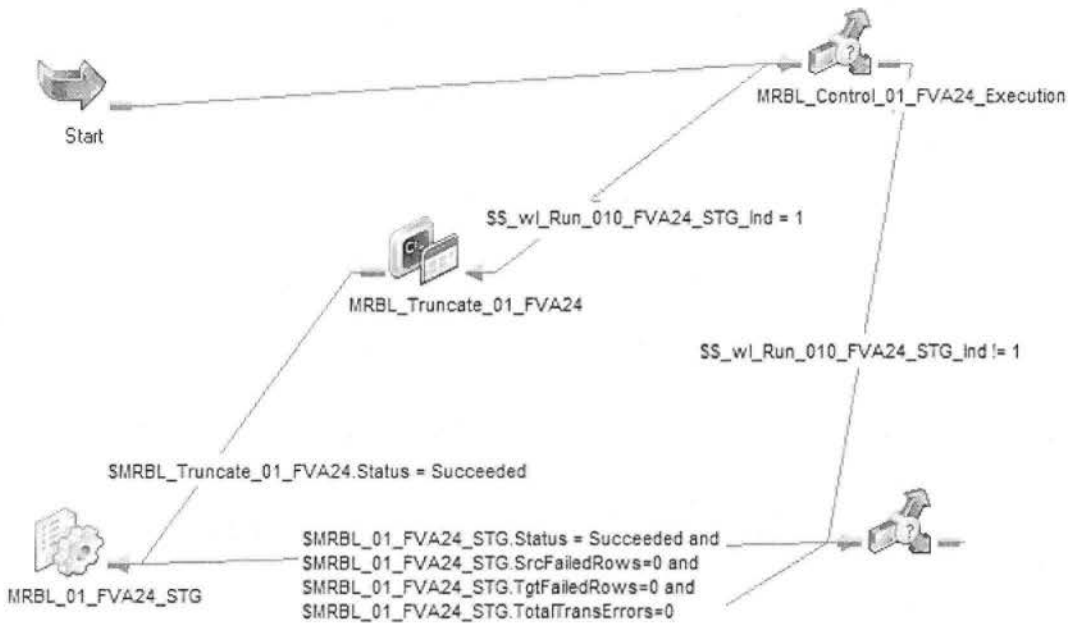 MRBL_Control_01_FVA24_Execution
Start
$$_wl_Run_010_FVA24_STG_Ind = 1
MRBL_Truncate_01_FVA24
$$_wl_Run_010_FVA24_STG_Ind != 1
$MRBL_Truncate_01_FVA24.Status = Succeeded
$MRBL_01_FVA24_STG.Status = Succeeded and
$MRBL_01_FVA24_STG.SrcFailedRows=0 and
$MRBL_01_FVA24_STG.TgtFailedRows=0 and
$MRBL_01_FVA24_STG.TotalTransErrors=0
MRBL_01_FVA24_STG